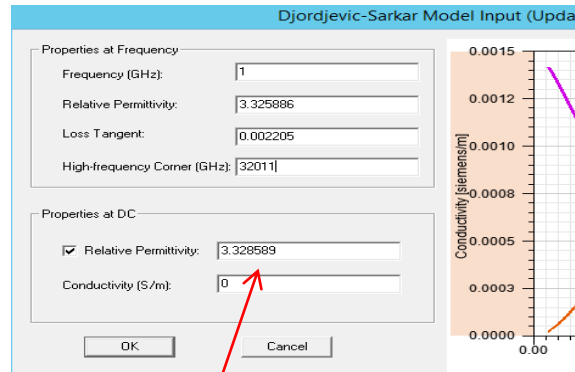 Djordjevic-Sarkar Model Input (Upda
Properties at Frequency
Frequency (GHz): 1
Relative Permittivity: 3.325886
Loss Tangent: 0.002205
High-frequency Corner (GHz): 32011
Properties at DC
Relative Permittivity: 3.328589
Conductivity (S/m): 0
OK Cancel
Conductivity [siemens/m]
0.0015
0.0012
0.0010
0.0008
0.0005
0.0003
0.0000
0.00